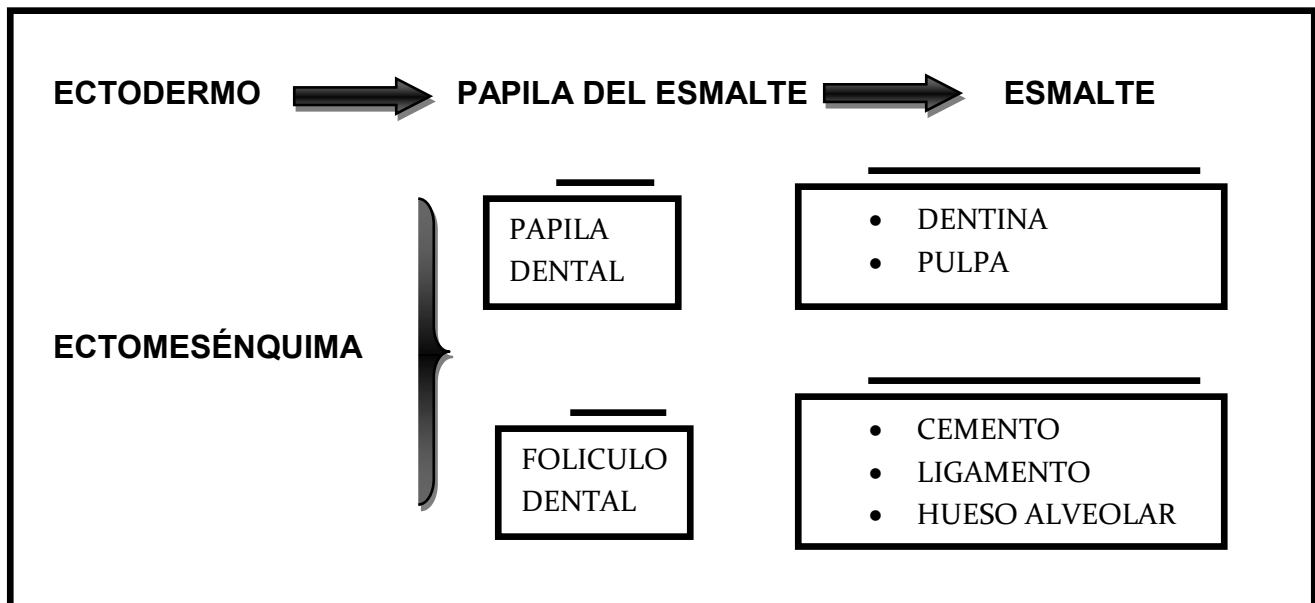 ECTODERMO PAPILA DEL ESMALTE ESMALTE
PAPILA
DENTAL
• DENTINA
• PULPA
ECTOMESÉNQUIMA
FOLICULO
DENTAL
• CEMENTO
• LIGAMENTO
• HUESO ALVEOLAR